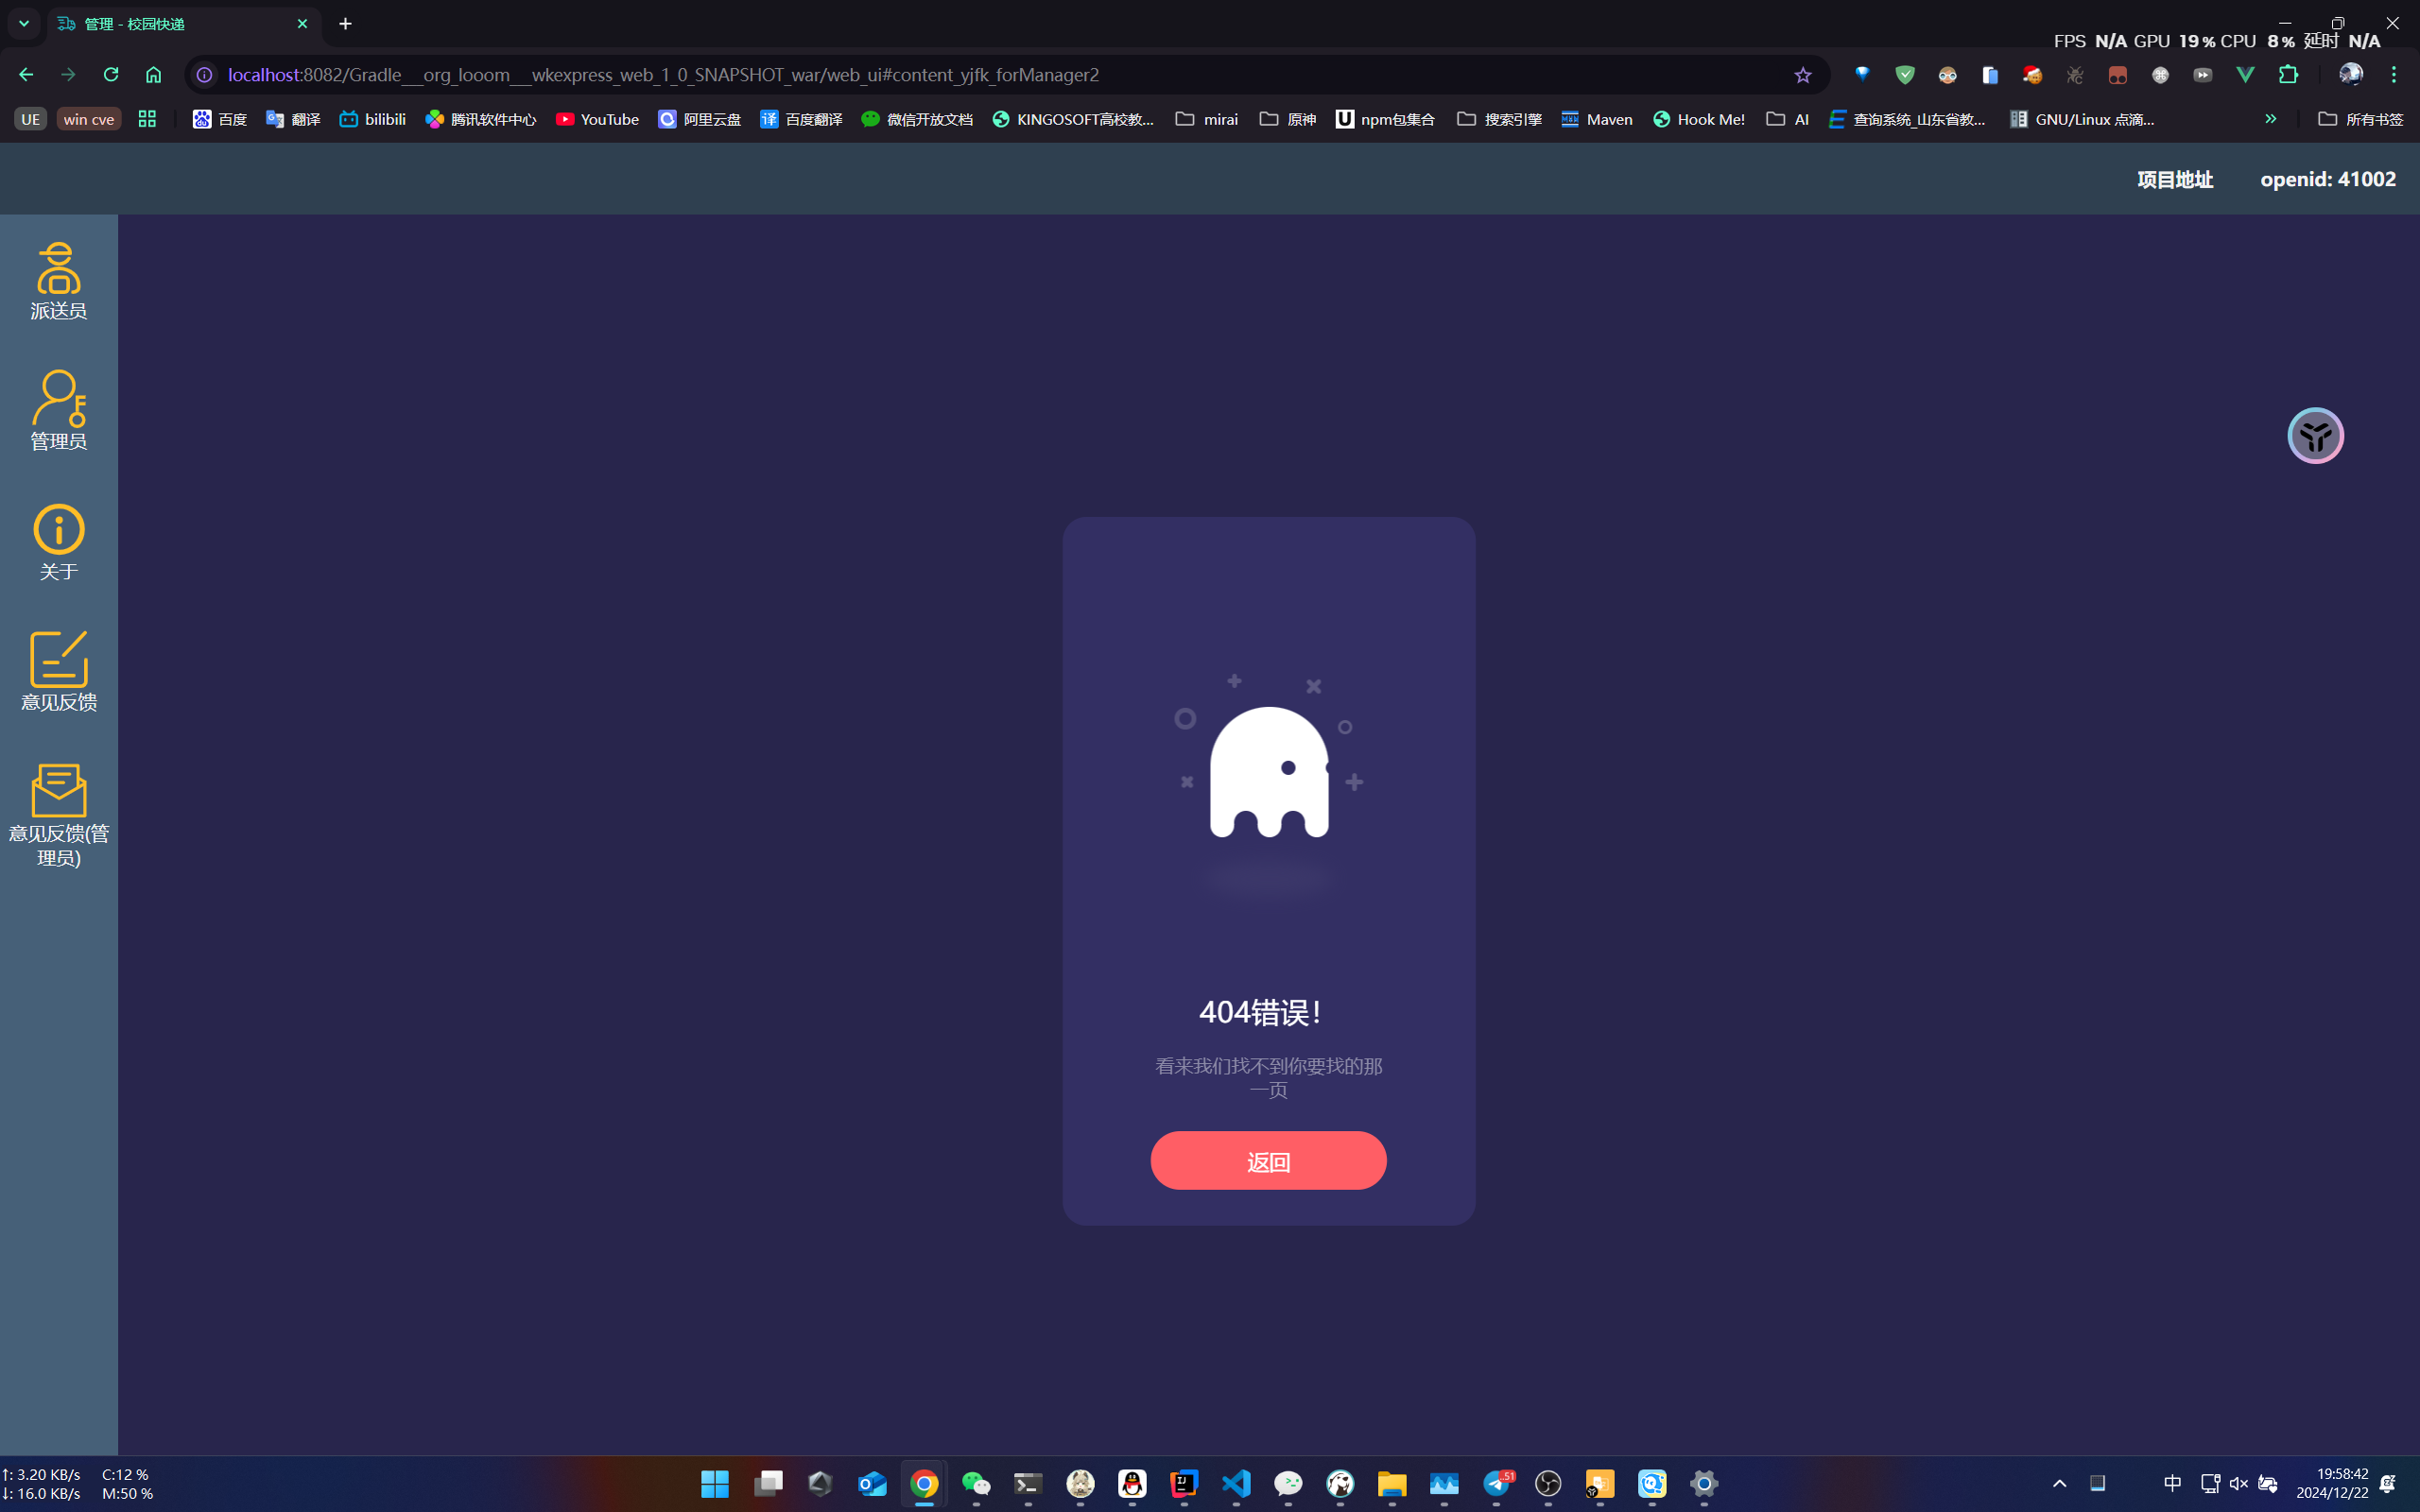 管理 - 校园快递
FPS N/A GPU 19 % CPU 8 % 延时 N/A
localhost:8082/Gradle___org_looom___wkexpress_web_1_0_SNAPSHOT_war/web_ui#content_yjfk_forManager2
UE win cve 百度 翻译 bilibili 腾讯软件中心 YouTube 阿里云盘 百度翻译 微信开放文档 KINGOSOFT高校教... mirai 原神 npm包集合 搜索引擎 Maven Hook Me! AI 查询系统_山东省教... GNU/Linux 点滴... 所有书签
项目地址 openid: 41002
派送员
管理员
关于
意见反馈
意见反馈(管
理员)
404错误！
看来我们找不到你要找的那
一页
返回
↑: 3.20 KB/s C:12 %
↓: 16.0 KB/s M:50 %
51
中
19:58:42
2024/12/22